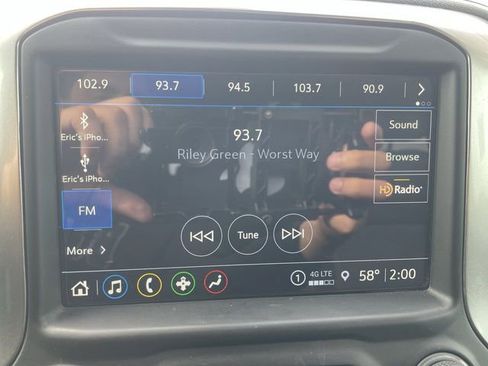 102.9 93.7 94.5 103.7 90.9
93.7
Riley Green - Worst Way
Eric's iPho...
Eric's iPho...
FM
More
Tune
Sound
Browse
HD Radio
1 4G LTE 58° 2:00